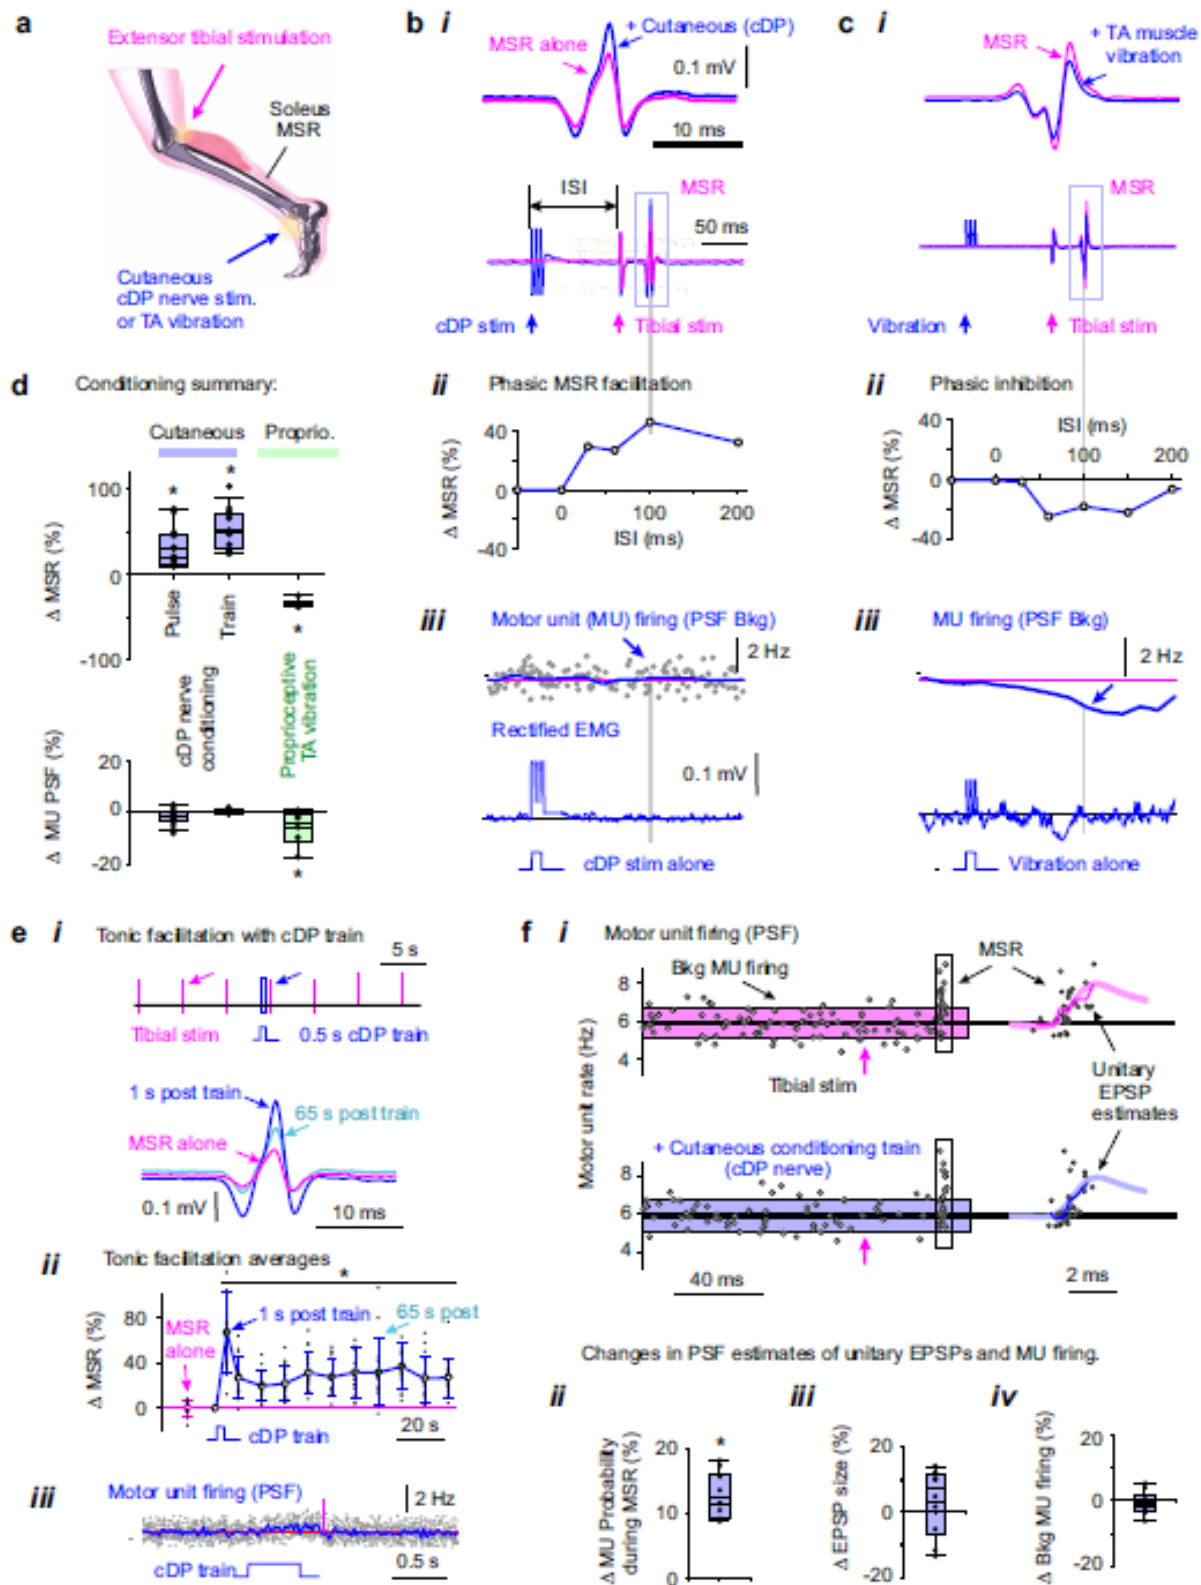 a
Extensor tibial stimulation
Soleus
MSR
Cutaneous
cDP nerve stim.
or TA vibration
b i
+ Cutaneous (cDP)
MSR alone
0.1 mV
10 ms
ISI
MSR
50 ms
cDP stim
Tibial stim
c i
MSR
+ TA muscle
vibration
MSR
Vibration
Tibial stim
d Conditioning summary:
Cutaneous Proprio.
* * *
Δ MSR (%)
100
0
-100
Pulse
Train
cDP nerve
conditioning
Proprioceptive
TA vibration
Δ MU PSF (%)
20
0
-20
*
ii Phasic MSR facilitation
Δ MSR (%)
40
0
-40
0 100 200
ISI (ms)
ii Phasic inhibition
Δ MSR (%)
40
0
-40
ISI (ms)
0 100 200
iii Motor unit (MU) firing (PSF Bkg)
2 Hz
Rectified EMG
0.1 mV
cDP stim alone
iii MU firing (PSF Bkg)
2 Hz
Vibration alone
e i Tonic facilitation with cDP train
5 s
Tibial stim
0.5 s cDP train
1 s post train
65 s post train
MSR alone
0.1 mV
10 ms
ii Tonic facilitation averages
*
Δ MSR (%)
80
40
0
MSR
alone
1 s post train
65 s post
cDP train
20 s
iii Motor unit firing (PSF)
2 Hz
cDP train
0.5 s
f i Motor unit firing (PSF)
Bkg MU firing
MSR
Motor unit rate (Hz)
8
6
4
Tibial stim
Unitary
EPSP
estimates
+ Cutaneous conditioning train
(cDP nerve)
8
6
4
40 ms
2 ms
Changes in PSF estimates of unitary EPSPs and MU firing.
ii
Δ MU Probability
during MSR (%)
20
10
0
*
iii
Δ EPSP size (%)
20
0
-20
iv
Δ Bkg MU firing (%)
20
0
-20